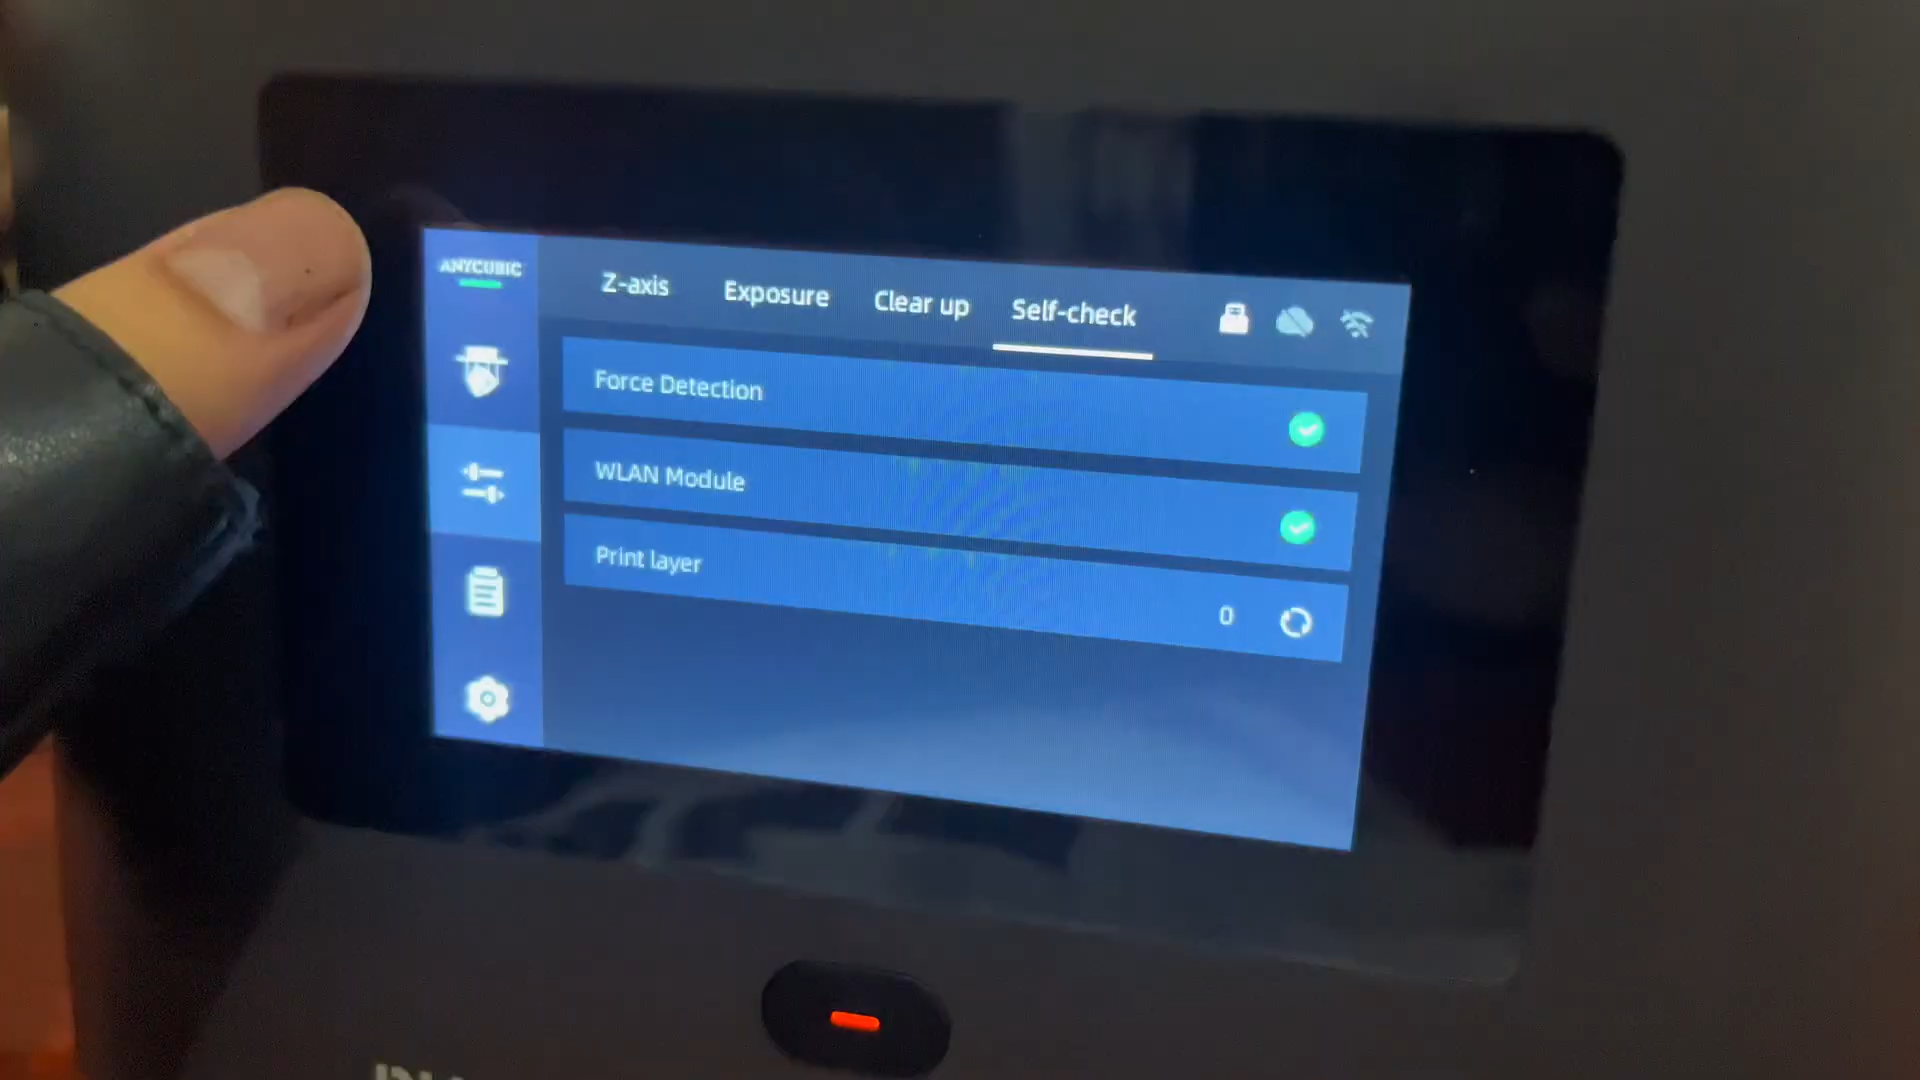 ANYCUBIC
Z-axis Exposure Clear up Self-check
Force Detection
WLAN Module
Print layer 0